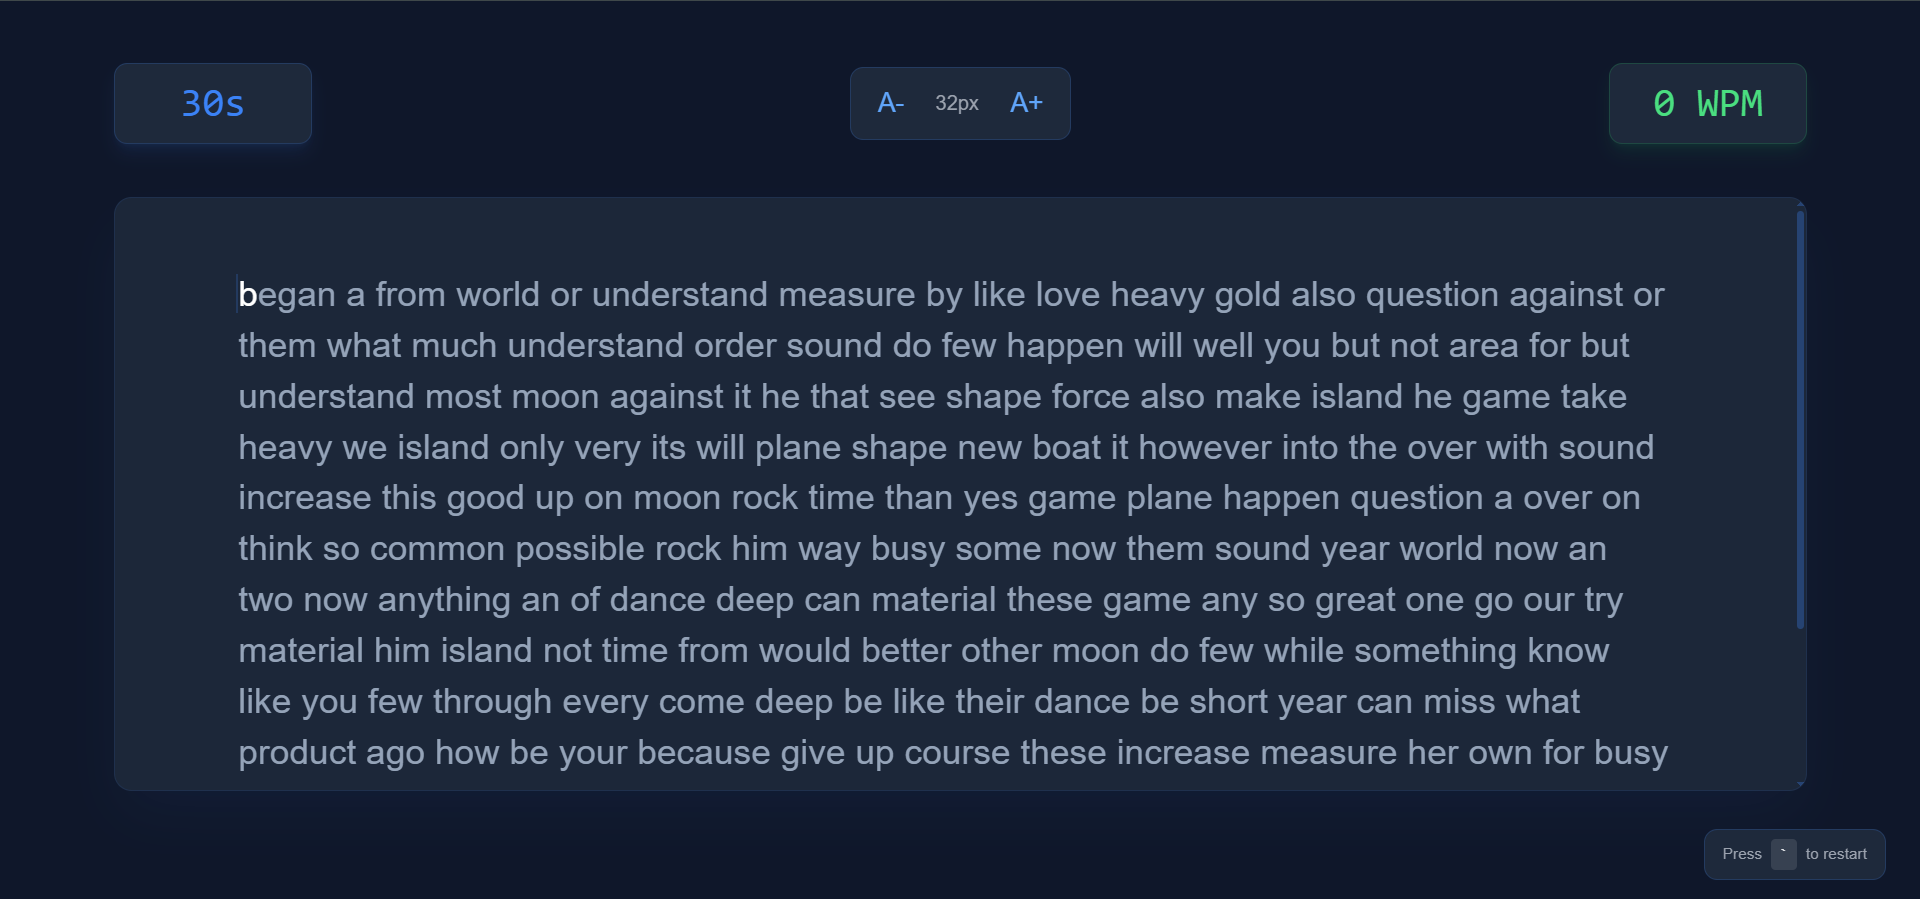 30s
A- 32px A+
0 WPM
began a from world or understand measure by like love heavy gold also question against or
them what much understand order sound do few happen will well you but not area for but
understand most moon against it he that see shape force also make island he game take
heavy we island only very its will plane shape new boat it however into the over with sound
increase this good up on moon rock time than yes game plane happen question a over on
think so common possible rock him way busy some now them sound year world now an
two now anything an of dance deep can material these game any so great one go our try
material him island not time from would better other moon do few while something know
like you few through every come deep be like their dance be short year can miss what
product ago how be your because give up course these increase measure her own for busy
Press ` to restart